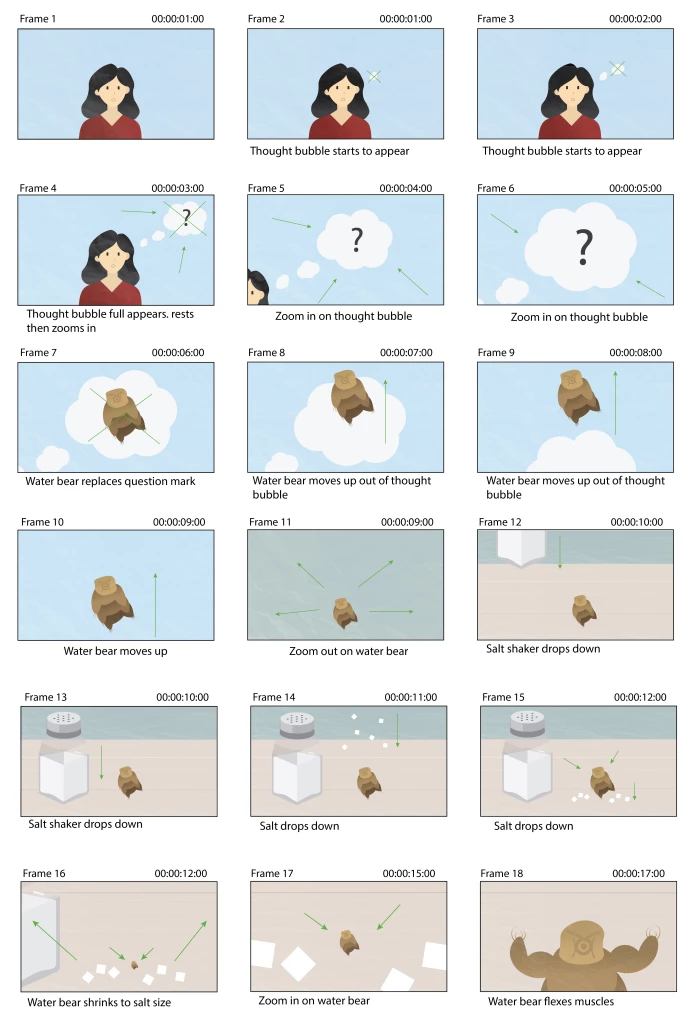 Frame 1 00:00:01:00
Frame 2 00:00:01:00
Frame 3 00:00:02:00
Thought bubble starts to appear
Thought bubble starts to appear
Frame 4 00:00:03:00
Frame 5 00:00:04:00
Frame 6 00:00:05:00
?
?
?
Thought bubble full appears. rests
then zooms in
Zoom in on thought bubble
Zoom in on thought bubble
Frame 7 00:00:06:00
Frame 8 00:00:07:00
Frame 9 00:00:08:00
Water bear replaces question mark
Water bear moves up out of thought
bubble
Water bear moves up out of thought
bubble
Frame 10 00:00:09:00
Frame 11 00:00:09:00
Frame 12 00:00:10:00
Water bear moves up
Zoom out on water bear
Salt shaker drops down
Frame 13 00:00:10:00
Frame 14 00:00:11:00
Frame 15 00:00:12:00
Salt shaker drops down
Salt drops down
Salt drops down
Frame 16 00:00:12:00
Frame 17 00:00:15:00
Frame 18 00:00:17:00
Water bear shrinks to salt size
Zoom in on water bear
Water bear flexes muscles